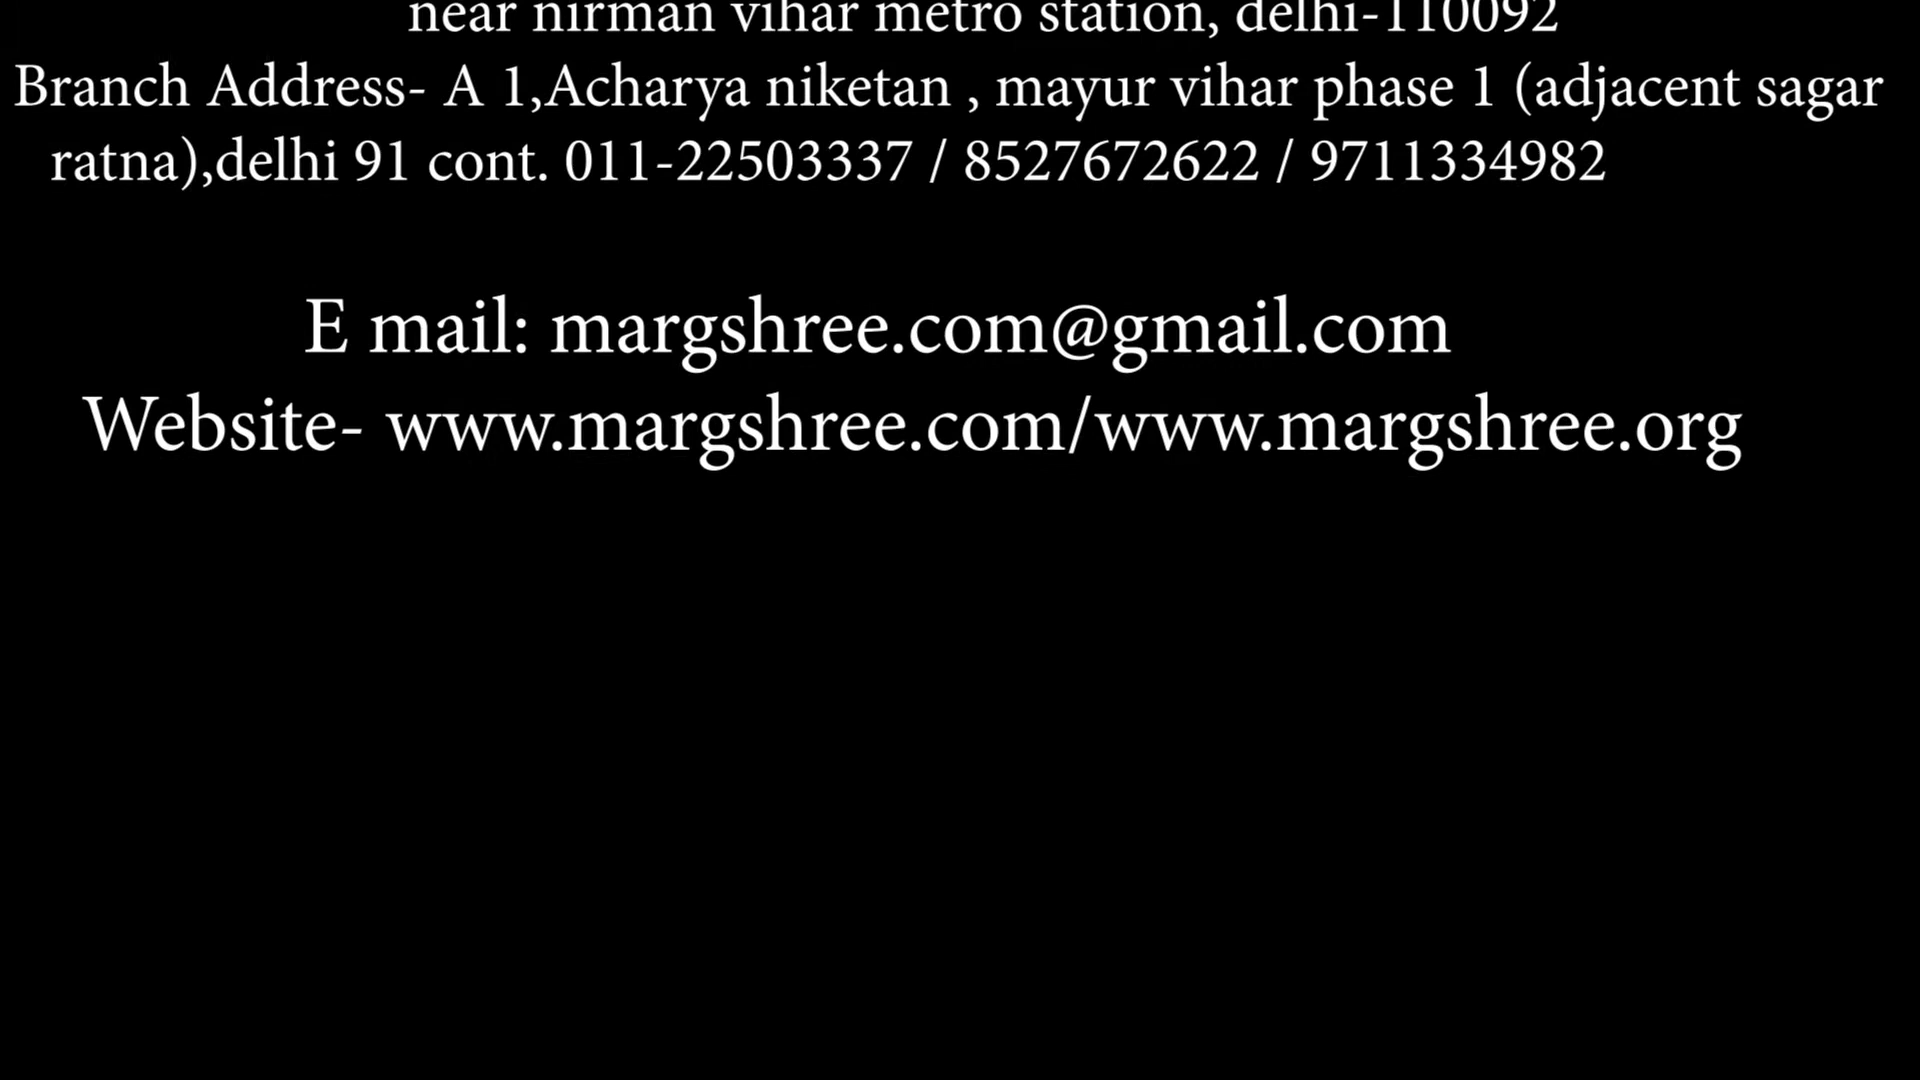 near nirman vihar metro station, delhi-110092
Branch Address- A 1,Acharya niketan , mayur vihar phase 1 (adjacent sagar
ratna),delhi 91 cont. 011-22503337 / 8527672622 / 9711334982
E mail: margshree.com@gmail.com
Website- www.margshree.com/www.margshree.org